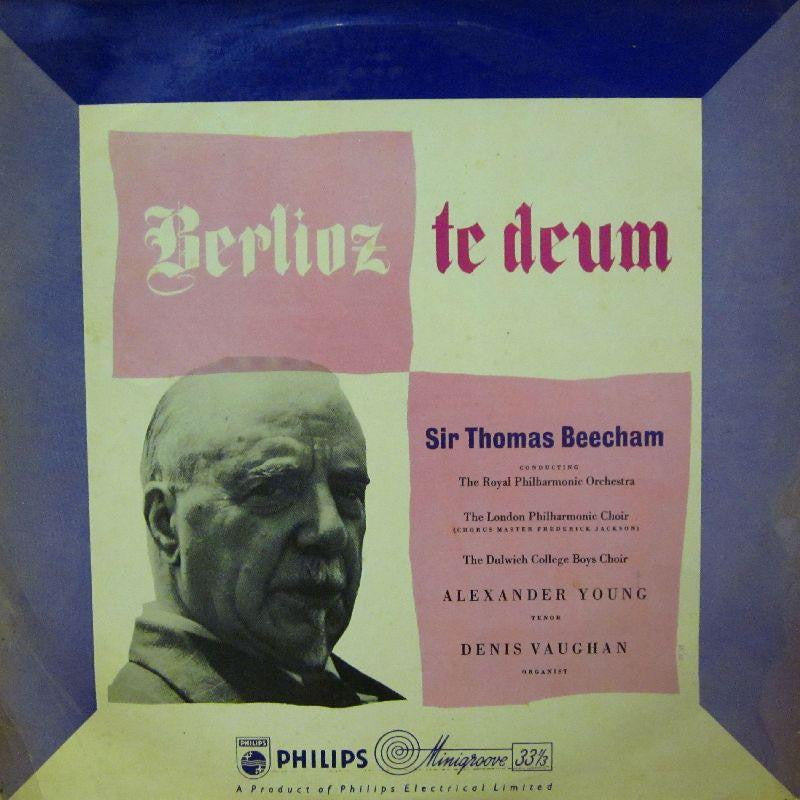 Berlioz te deum
Sir Thomas Beecham
CONDUCTING
The Royal Philharmonic Orchestra
The London Philharmonic Choir
(CHORUS MASTER FREDERICK JACKSON)
The Dulwich College Boys Choir
ALEXANDER YOUNG
TENOR
DENIS VAUGHAN
ORGANIST
PHILIPS
PHILIPS Minigroove 33⅓
A Product of Philips Electrical Limited